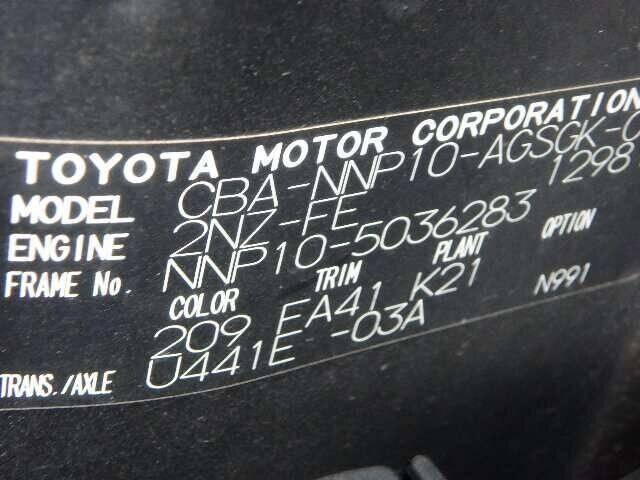 TOYOTA MOTOR CORPORATION
MODEL CBA-NNP10-AGSGK-C
ENGINE 2NZ-FE 1298
FRAME No. NNP10-5036283
COLOR TRIM PLANT OPTION
209 EA41 K21 N991
TRANS./AXLE U441E -03A